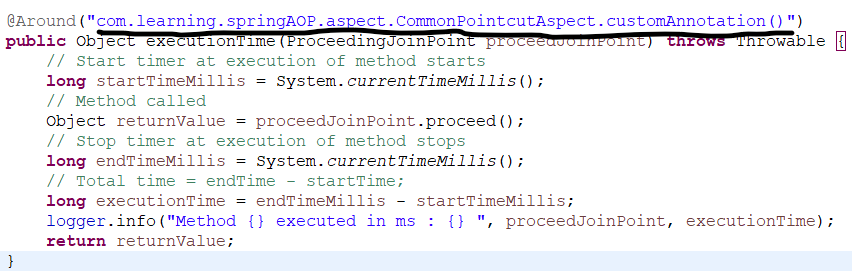 @Around("com.learning.springAOP.aspect.CommonPointcutAspect.customAnnotation()")
public Object executionTime(ProceedingJoinPoint proceedJoinPoint) throws Throwable {
    // Start timer at execution of method starts
    long startTimeMillis = System.currentTimeMillis();
    // Method called
    Object returnValue = proceedJoinPoint.proceed();
    // Stop timer at execution of method stops
    long endTimeMillis = System.currentTimeMillis();
    // Total time = endTime - startTime;
    long executionTime = endTimeMillis - startTimeMillis;
    logger.info("Method {} executed in ms : {} ", proceedJoinPoint, executionTime);
    return returnValue;
}